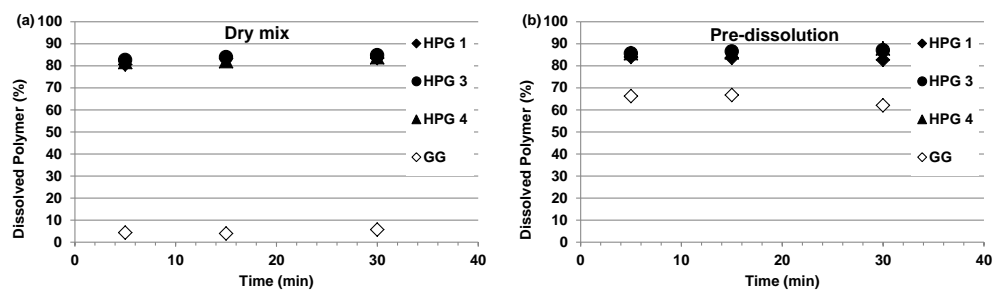 (a)
Dry mix
100
90
80
70
60
50
40
30
20
10
0
0 10 20 30 40
Dissolved Polymer (%)
Time (min)
HPG 1
HPG 3
HPG 4
GG
(b)
Pre-dissolution
100
90
80
70
60
50
40
30
20
10
0
0 10 20 30 40
Dissolved Polymer (%)
Time (min)
HPG 1
HPG 3
HPG 4
GG